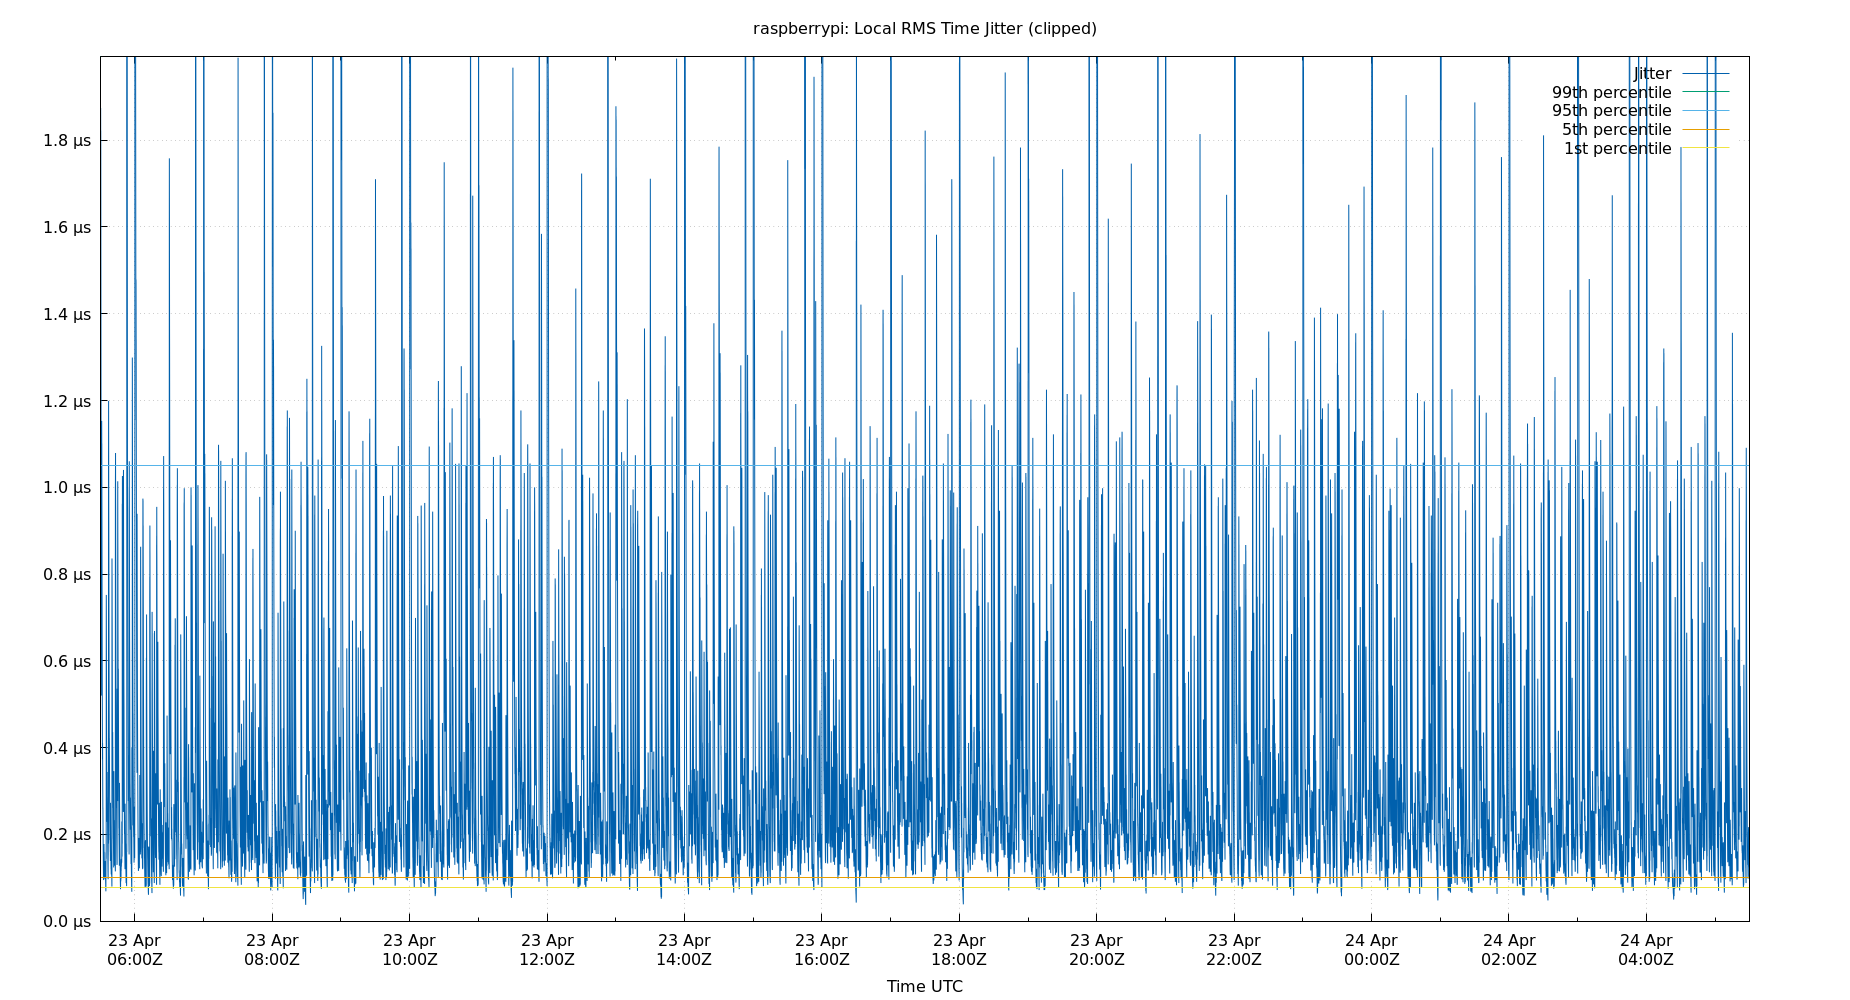 raspberrypi: Local RMS Time Jitter (clipped)
Jitter
99th percentile
95th percentile
5th percentile
1st percentile
1.8 μs
1.6 μs
1.4 μs
1.2 μs
1.0 μs
0.8 μs
0.6 μs
0.4 μs
0.2 μs
0.0 μs
23 Apr 23 Apr 23 Apr 23 Apr 23 Apr 23 Apr 23 Apr 23 Apr 23 Apr 24 Apr 24 Apr 24 Apr
06:00Z 08:00Z 10:00Z 12:00Z 14:00Z 16:00Z 18:00Z 20:00Z 22:00Z 00:00Z 02:00Z 04:00Z
Time UTC